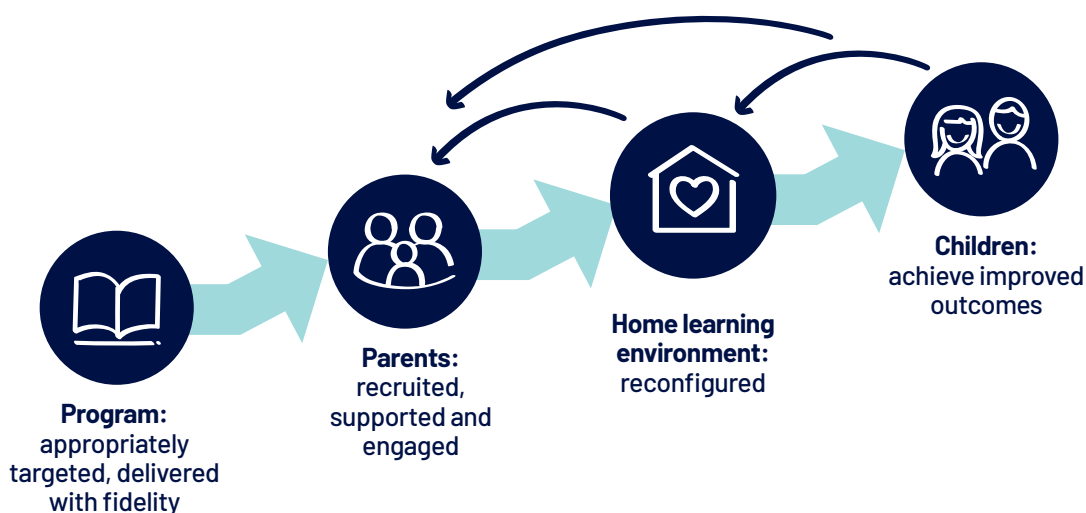 Program:
appropriately
targeted, delivered
with fidelity
Parents:
recruited,
supported and
engaged
Home learning
environment:
reconfigured
Children:
achieve improved
outcomes